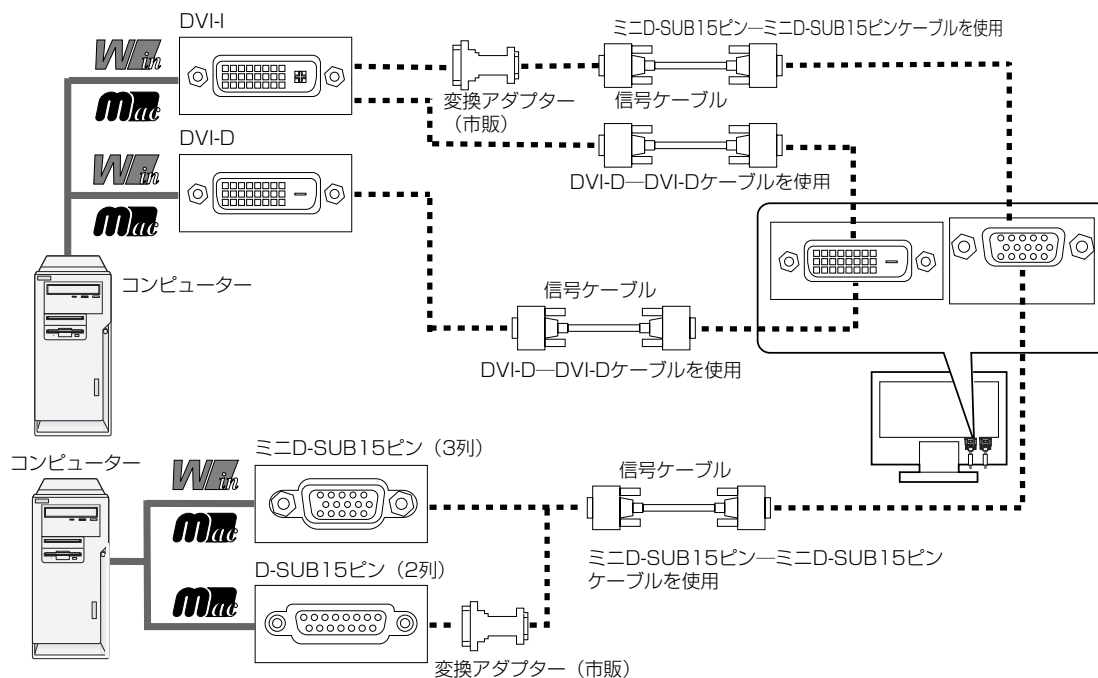 DVI-I
ミニD-SUB15ピン―ミニD-SUB15ピンケーブルを使用
Win
Mac
変換アダプター
（市販）
信号ケーブル
DVI-D
DVI-D―DVI-Dケーブルを使用
Win
Mac
コンピューター
信号ケーブル
DVI-D―DVI-Dケーブルを使用
コンピューター
ミニD-SUB15ピン（3列）
Win
Mac
信号ケーブル
ミニD-SUB15ピン―ミニD-SUB15ピン
ケーブルを使用
D-SUB15ピン（2列）
Mac
変換アダプター（市販）